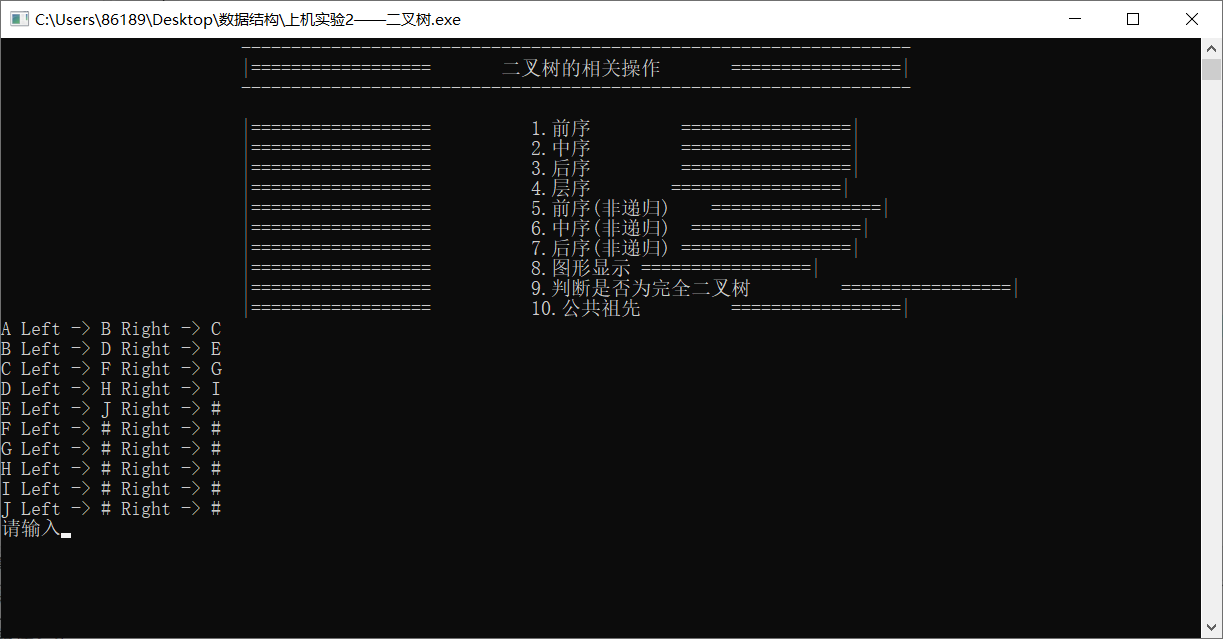 C:\Users\86189\Desktop\数据结构\上机实验2——二叉树.exe
-------------------------------------------------------------------
|================== 二叉树的相关操作 =================|
-------------------------------------------------------------------
|================== 1.前序 =================|
|================== 2.中序 =================|
|================== 3.后序 =================|
|================== 4.层序 =================|
|================== 5.前序(非递归) =================|
|================== 6.中序(非递归) =================|
|================== 7.后序(非递归) =================|
|================== 8.图形显示 =================|
|================== 9.判断是否为完全二叉树 =================|
|================== 10.公共祖先 =================|
A Left -> B Right -> C
B Left -> D Right -> E
C Left -> F Right -> G
D Left -> H Right -> I
E Left -> J Right -> #
F Left -> # Right -> #
G Left -> # Right -> #
H Left -> # Right -> #
I Left -> # Right -> #
J Left -> # Right -> #
请输入